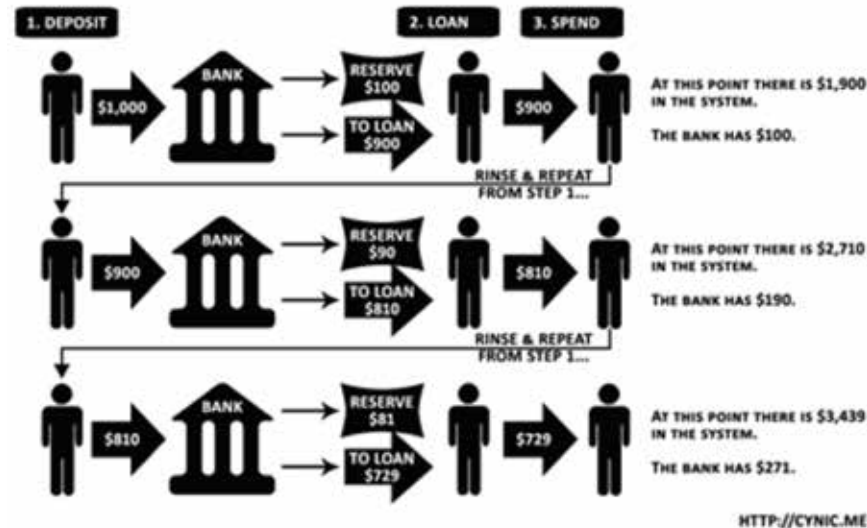 1. DEPOSIT
2. LOAN
3. SPEND
BANK
$1,000
RESERVE
$100
TO LOAN
$900
$900
AT THIS POINT THERE IS $1,900
IN THE SYSTEM.
THE BANK HAS $100.
RINSE & REPEAT
FROM STEP 1...
BANK
$900
RESERVE
$90
TO LOAN
$810
$810
AT THIS POINT THERE IS $2,710
IN THE SYSTEM.
THE BANK HAS $190.
RINSE & REPEAT
FROM STEP 1...
BANK
$810
RESERVE
$81
TO LOAN
$729
$729
AT THIS POINT THERE IS $3,439
IN THE SYSTEM.
THE BANK HAS $271.
HTTP://CYNIC.ME